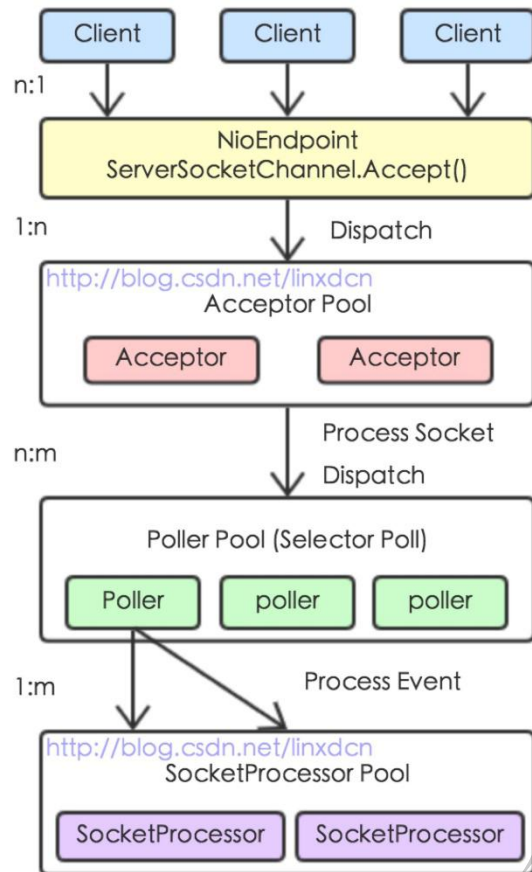 Client
Client
Client
n:1
NioEndpoint
ServerSocketChannel.Accept()
1:n
Dispatch
http://blog.csdn.net/linxdcn
Acceptor Pool
Acceptor
Acceptor
Process Socket
n:m
Dispatch
Poller Pool (Selector Poll)
Poller
poller
poller
1:m
Process Event
http://blog.csdn.net/linxdcn
SocketProcessor Pool
SocketProcessor
SocketProcessor